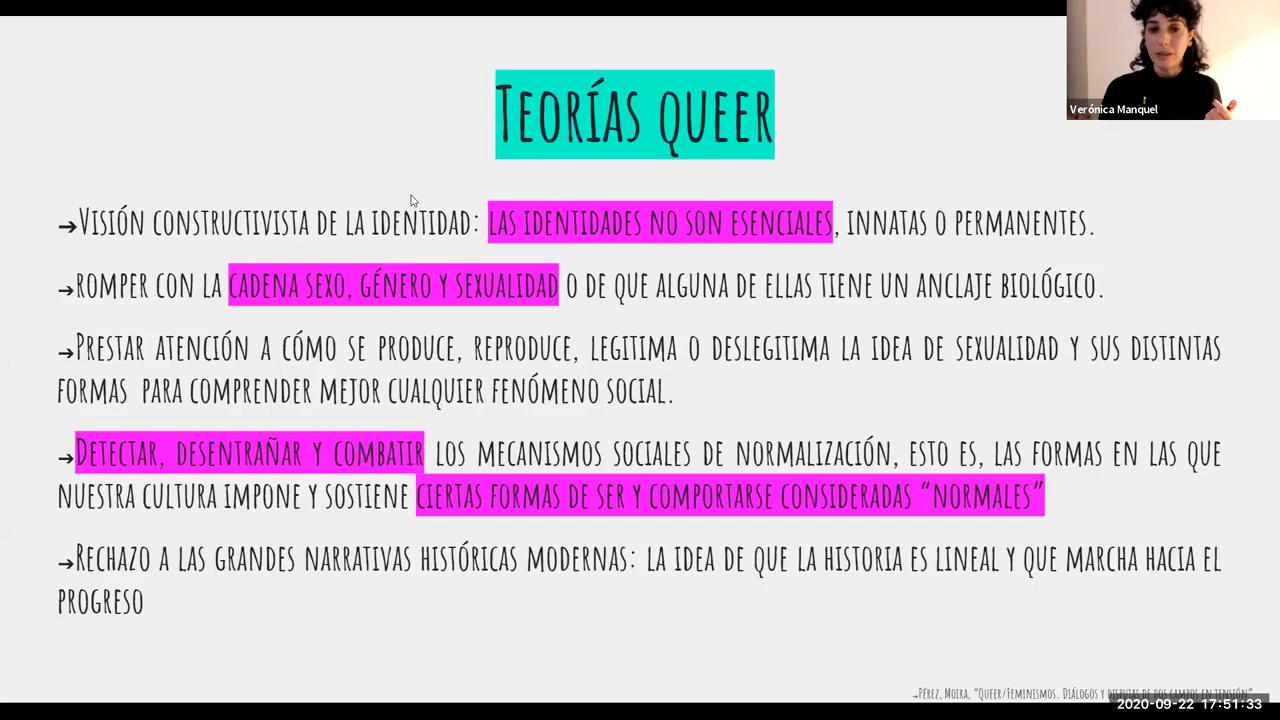 Teorías queer
Verónica Manquel
➔Visión constructivista de la identidad: las identidades no son esenciales, innatas o permanentes.
➔romper con la cadena sexo, género y sexualidad o de que alguna de ellas tiene un anclaje biológico.
➔Prestar atención a cómo se produce, reproduce, legitima o deslegitima la idea de sexualidad y sus distintas
formas para comprender mejor cualquier fenómeno social.
➔Detectar, desentrañar y combatir los mecanismos sociales de normalización, esto es, las formas en las que
nuestra cultura impone y sostiene ciertas formas de ser y comportarse consideradas “normales”
➔Rechazo a las grandes narrativas históricas modernas: la idea de que la historia es lineal y que marcha hacia el
progreso
➔Pérez, Moira, “Queer/Feminismos. Diálogos y disputas de dos campos en tensión”
2020-09-22 17:51:33